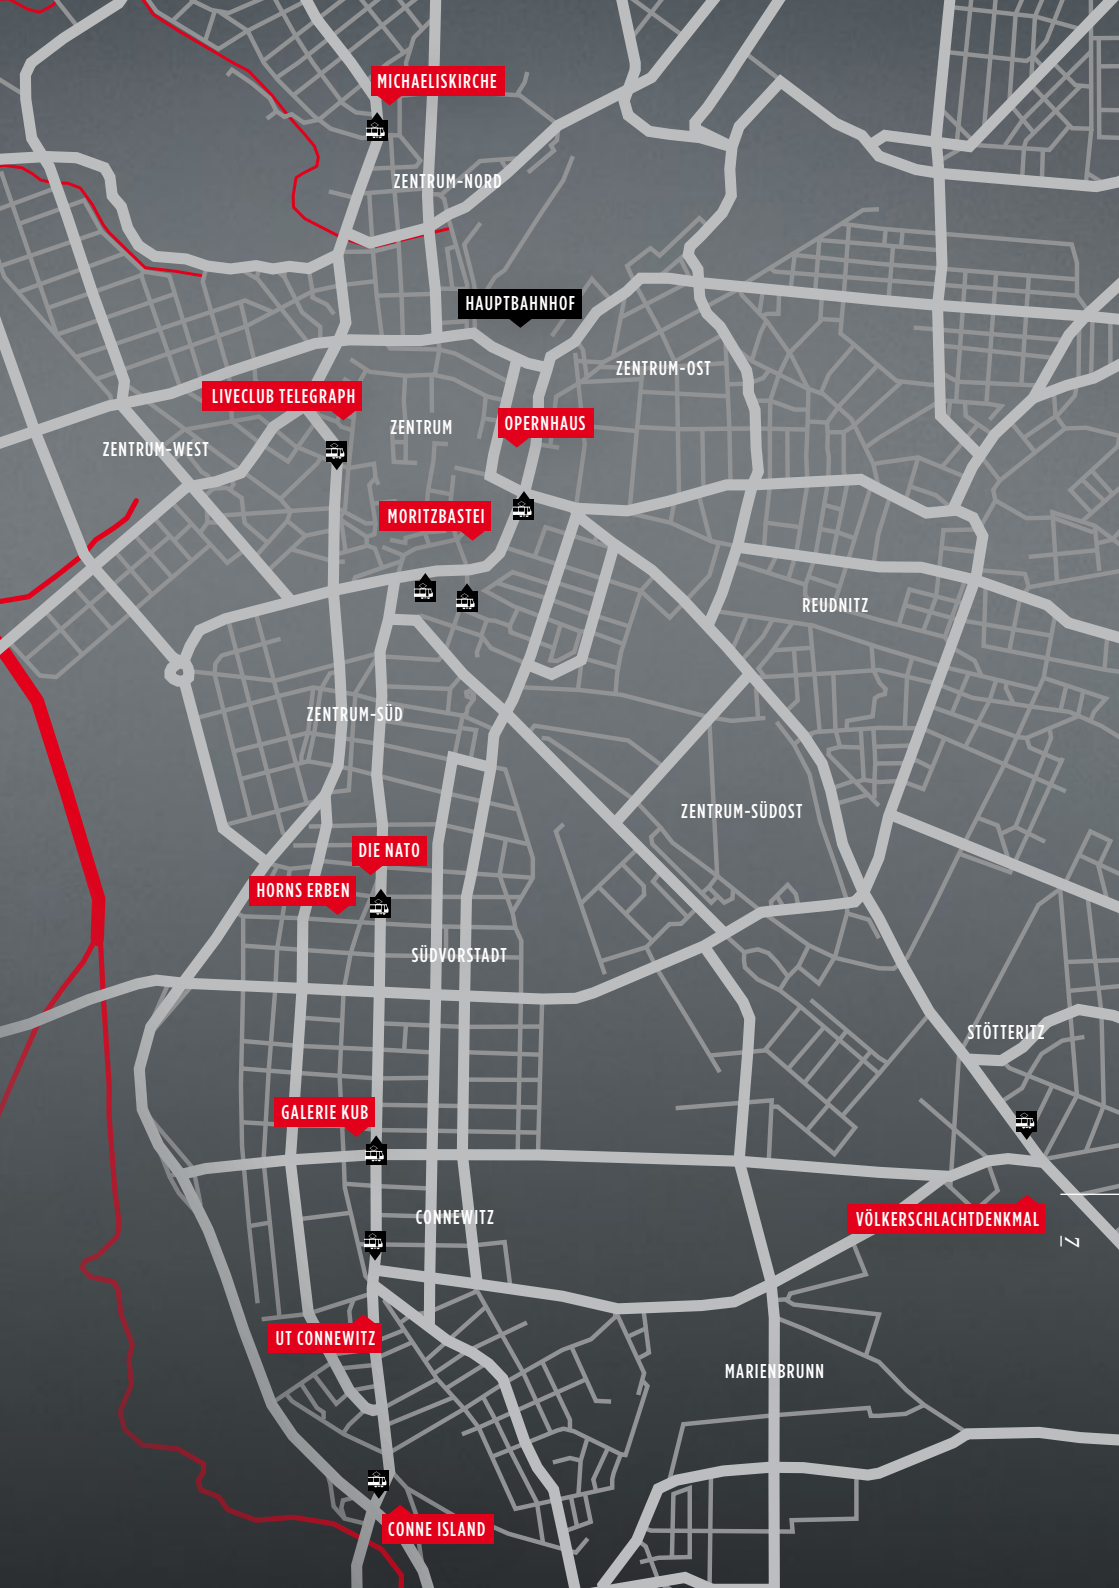 MICHAELISKIRCHE
ZENTRUM-NORD
HAUPTBAHNHOF
ZENTRUM-OST
LIVECLUB TELEGRAPH
ZENTRUM
OPERNHAUS
ZENTRUM-WEST
MORITZBASTEI
REUDNITZ
ZENTRUM-SÜD
ZENTRUM-SÜDOST
DIE NATO
HORNS ERBEN
SÜDVORSTADT
STÖTTERITZ
GALERIE KUB
CONNEWITZ
VÖLKERSCHLACHTDENKMAL
71
UT CONNEWITZ
MARIENBRUNN
CONNE ISLAND